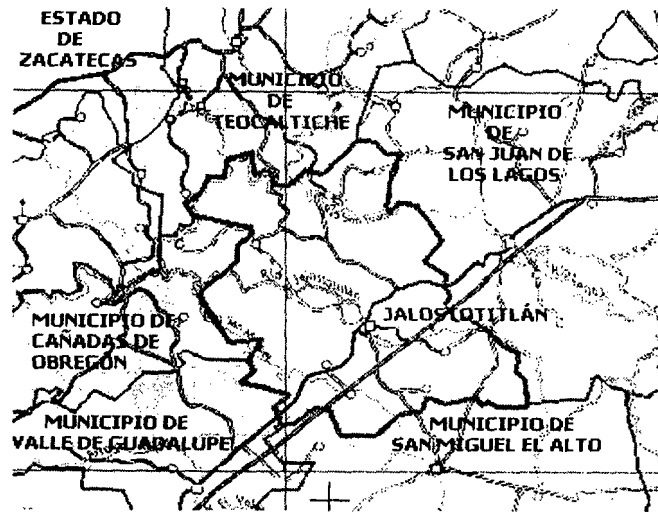 ESTADO
DE
ZACATECAS
MUNICIPIO
DE
TEOCALTICHE
MUNICIPIO
DE
SAN JUAN DE
LOS LAGOS
JALOSTOTITLÁN
MUNICIPIO DE
CAÑADAS DE
OBREGÓN
MUNICIPIO DE
VALLE DE GUADALUPE
MUNICIPIO DE
SAN MIGUEL EL ALTO